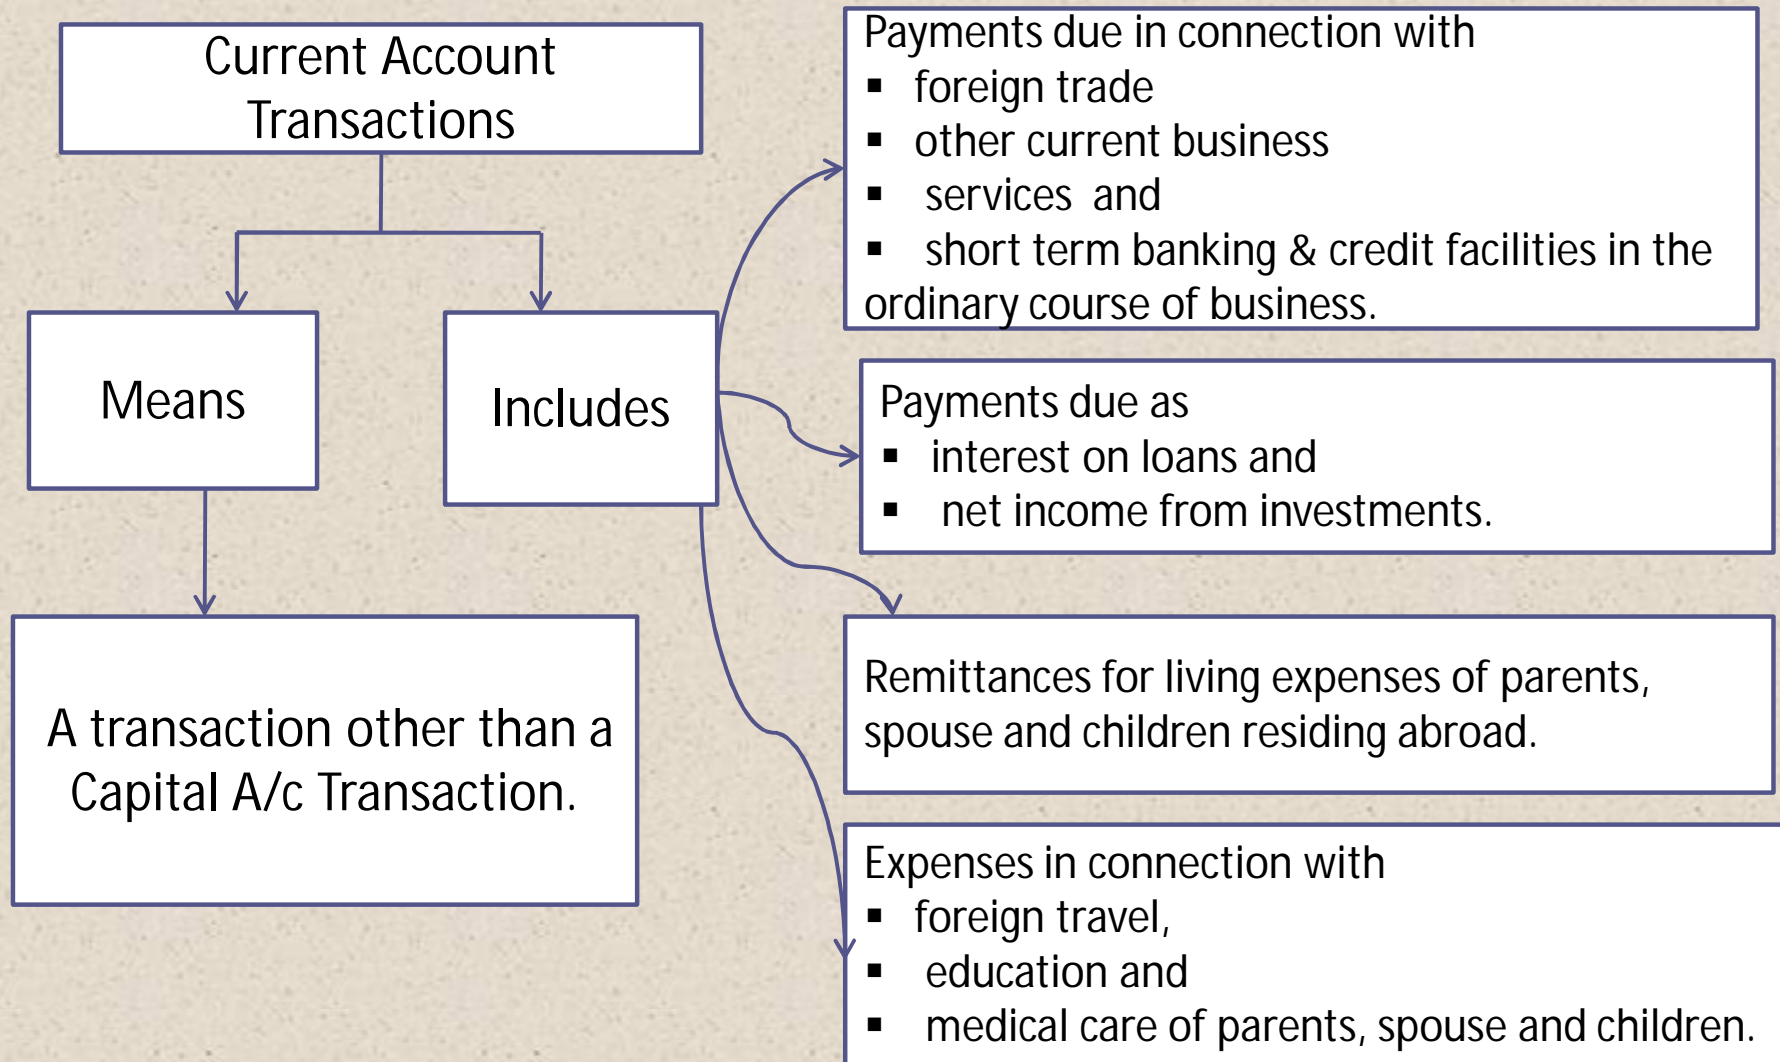 Current Account
Transactions
Means
Includes
A transaction other than a
Capital A/c Transaction.
Payments due in connection with
▪ foreign trade
▪ other current business
▪ services and
▪ short term banking & credit facilities in the
ordinary course of business.
Payments due as
▪ interest on loans and
▪ net income from investments.
Remittances for living expenses of parents,
spouse and children residing abroad.
Expenses in connection with
▪ foreign travel,
▪ education and
▪ medical care of parents, spouse and children.